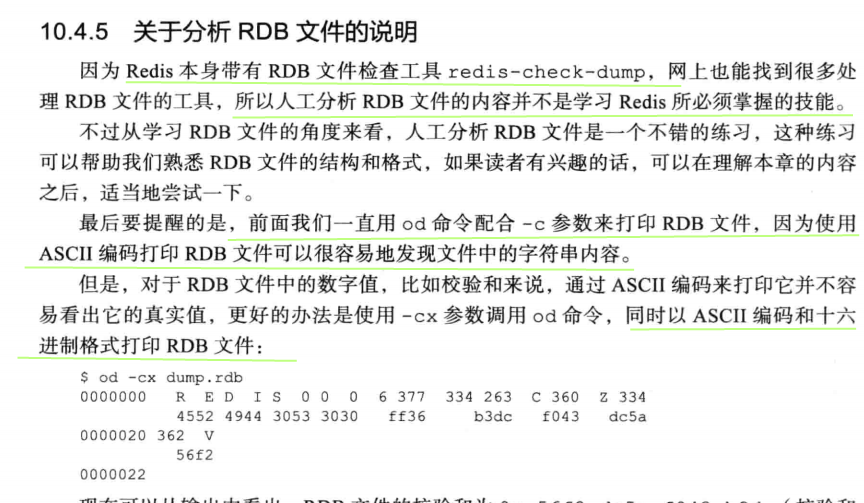 10.4.5 关于分析 RDB 文件的说明
因为 Redis 本身带有 RDB 文件检查工具 redis-check-dump，网上也能找到很多处
理 RDB 文件的工具，所以人工分析 RDB 文件的内容并不是学习 Redis 所必须掌握的技能。
不过从学习 RDB 文件的角度来看，人工分析 RDB 文件是一个不错的练习，这种练习
可以帮助我们熟悉 RDB 文件的结构和格式，如果读者有兴趣的话，可以在理解本章的内容
之后，适当地尝试一下。
最后要提醒的是，前面我们一直用 od 命令配合 -c 参数来打印 RDB 文件，因为使用
ASCII 编码打印 RDB 文件可以很容易地发现文件中的字符串内容。
但是，对于 RDB 文件中的数字值，比如校验和来说，通过 ASCII 编码来打印它并不容
易看出它的真实值，更好的办法是使用 -cx 参数调用 od 命令，同时以 ASCII 编码和十六
进制格式打印 RDB 文件：
$ od -cx dump.rdb
0000000 R E D I S 0 0 0 6 377 334 263 C 360 Z 334
4552 4944 3053 3030 ff36 b3dc f043 dc5a
0000020 362 V
56f2
0000022